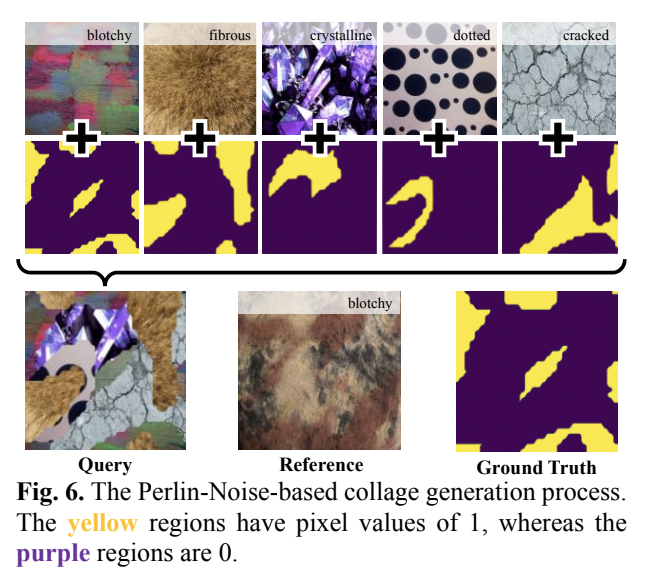 blotchy
fibrous
crystalline
dotted
cracked
blotchy
Query
Reference
Ground Truth
Fig. 6. The Perlin-Noise-based collage generation process.
The yellow regions have pixel values of 1, whereas the
purple regions are 0.